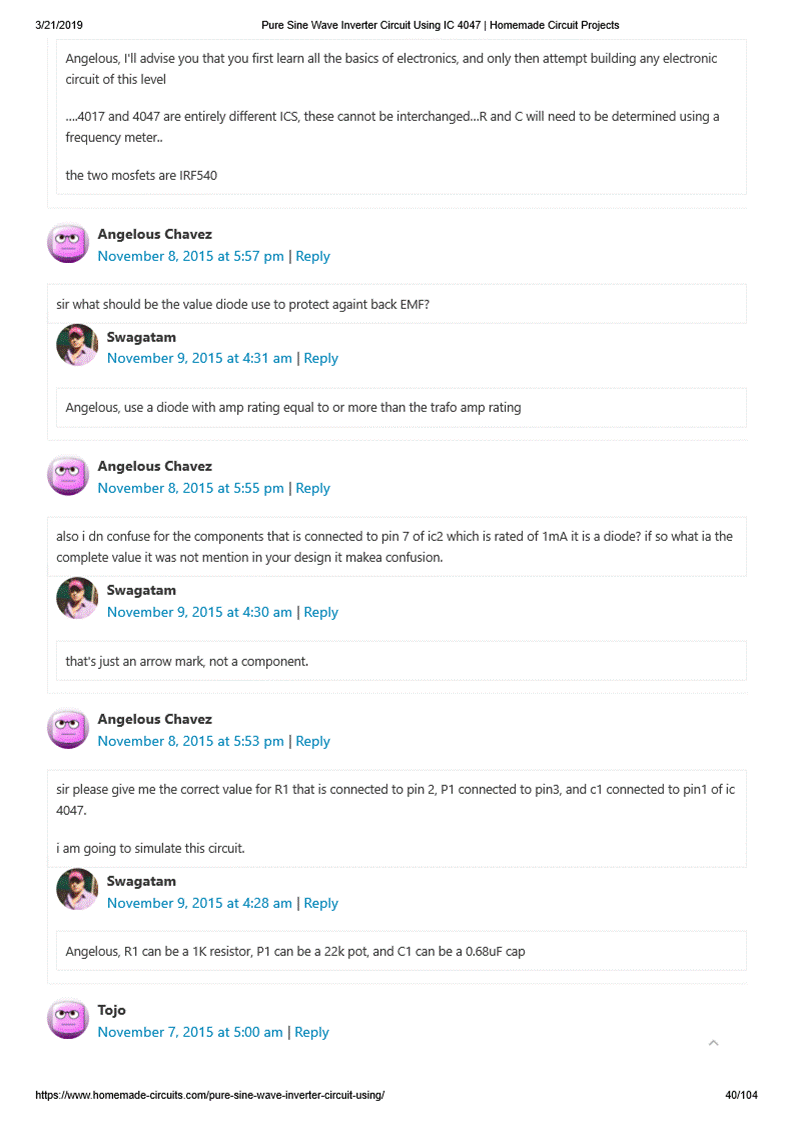 3/21/2019
Pure Sine Wave Inverter Circuit Using IC 4047 | Homemade Circuit Projects
Angelous, I'll advise you that you first learn all the basics of electronics, and only then attempt building any electronic
circuit of this level
....4017 and 4047 are entirely different ICS, these cannot be interchanged...R and C will need to be determined using a
frequency meter..
the two mosfets are IRF540
Angelous Chavez
November 8, 2015 at 5:57 pm | Reply
sir what should be the value diode use to protect againt back EMF?
Swagatam
November 9, 2015 at 4:31 am | Reply
Angelous, use a diode with amp rating equal to or more than the trafo amp rating
Angelous Chavez
November 8, 2015 at 5:55 pm | Reply
also i dn confuse for the components that is connected to pin 7 of ic2 which is rated of 1mA it is a diode? if so what ia the
complete value it was not mention in your design it makea confusion.
Swagatam
November 9, 2015 at 4:30 am | Reply
that's just an arrow mark, not a component.
Angelous Chavez
November 8, 2015 at 5:53 pm | Reply
sir please give me the correct value for R1 that is connected to pin 2, P1 connected to pin3, and c1 connected to pin1 of ic
4047.
i am going to simulate this circuit.
Swagatam
November 9, 2015 at 4:28 am | Reply
Angelous, R1 can be a 1K resistor, P1 can be a 22k pot, and C1 can be a 0.68uF cap
Tojo
November 7, 2015 at 5:00 am | Reply
https://www.homemade-circuits.com/pure-sine-wave-inverter-circuit-using/
40/104